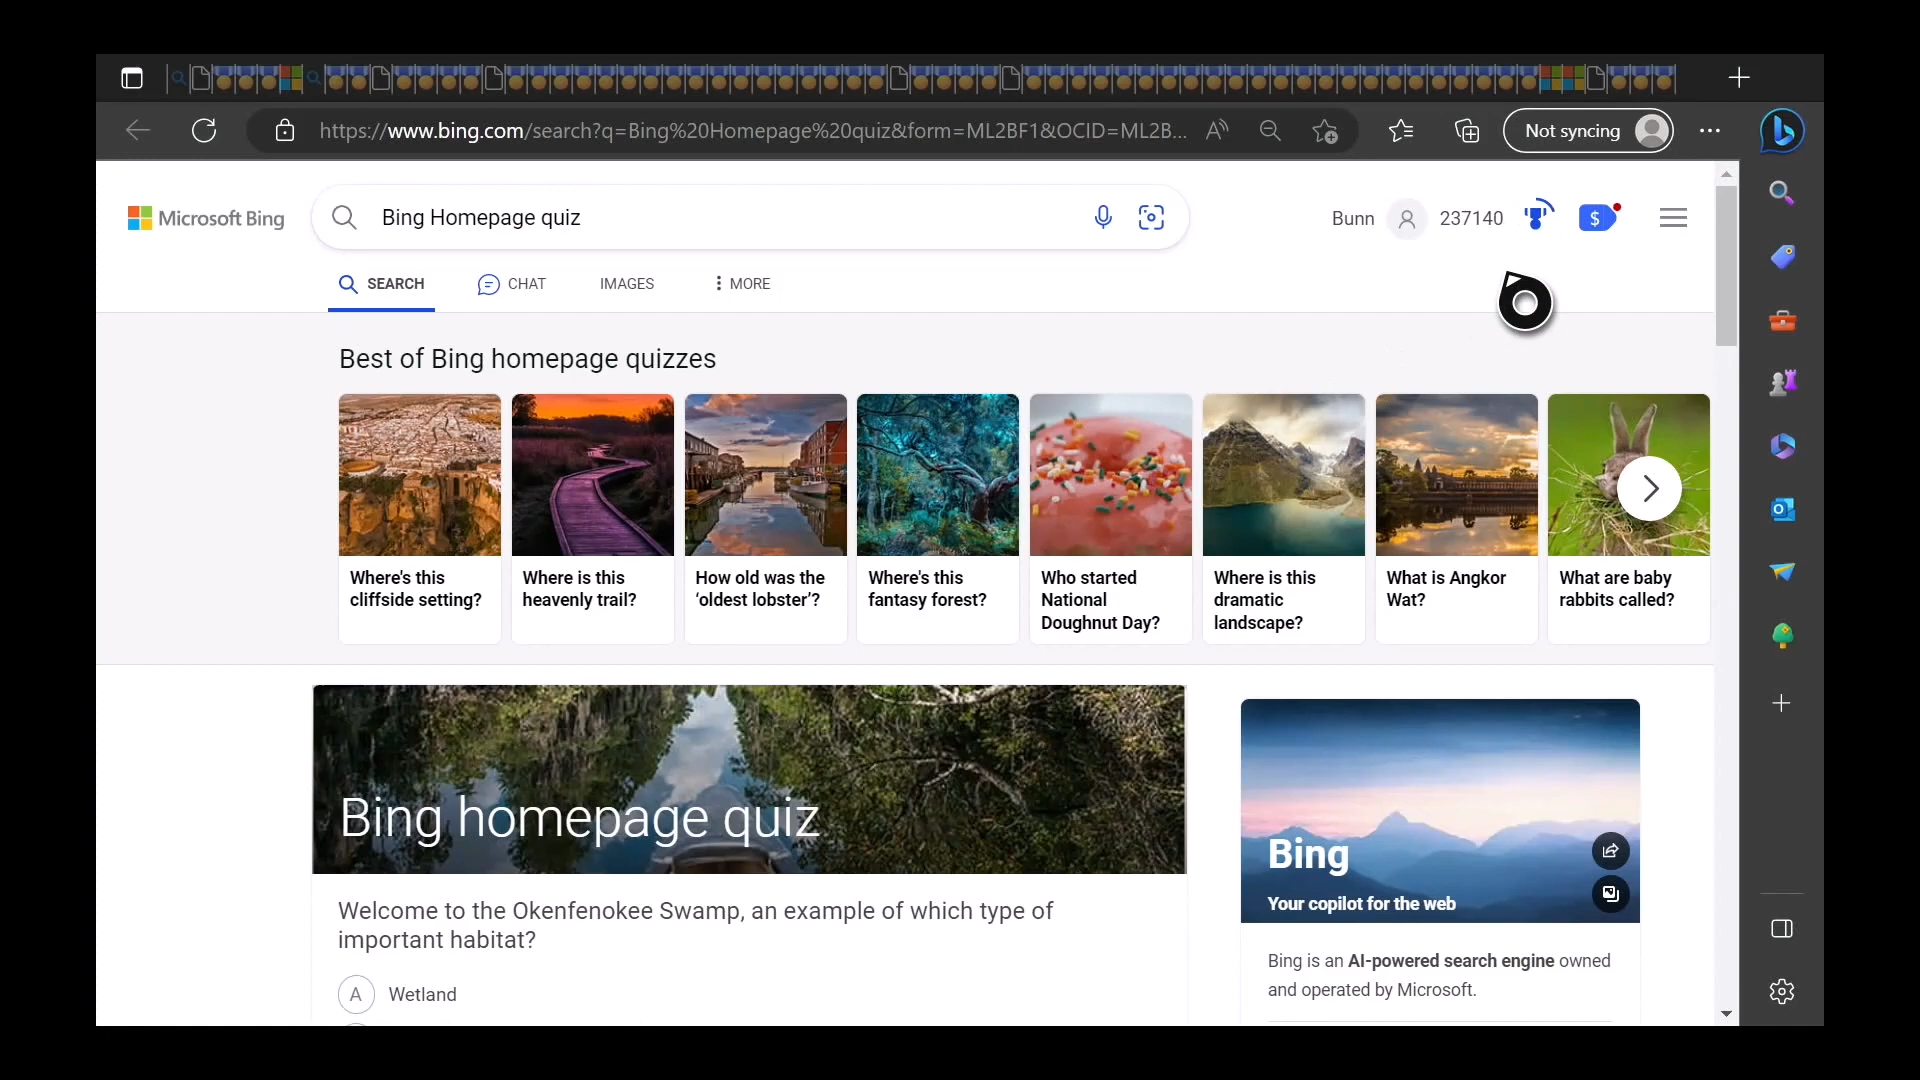 https://www.bing.com/search?q=Bing%20Homepage%20quiz&form=ML2BF1&OCID=ML2B...
Not syncing
Microsoft Bing
Bing Homepage quiz
Bunn
237140
SEARCH
CHAT
IMAGES
MORE
Best of Bing homepage quizzes
Where's this
cliffside setting?
Where is this
heavenly trail?
How old was the
‘oldest lobster’?
Where's this
fantasy forest?
Who started
National
Doughnut Day?
Where is this
dramatic
landscape?
What is Angkor
Wat?
What are baby
rabbits called?
Bing homepage quiz
Welcome to the Okenfenokee Swamp, an example of which type of
important habitat?
A Wetland
Bing
Your copilot for the web
Bing is an AI-powered search engine owned
and operated by Microsoft.